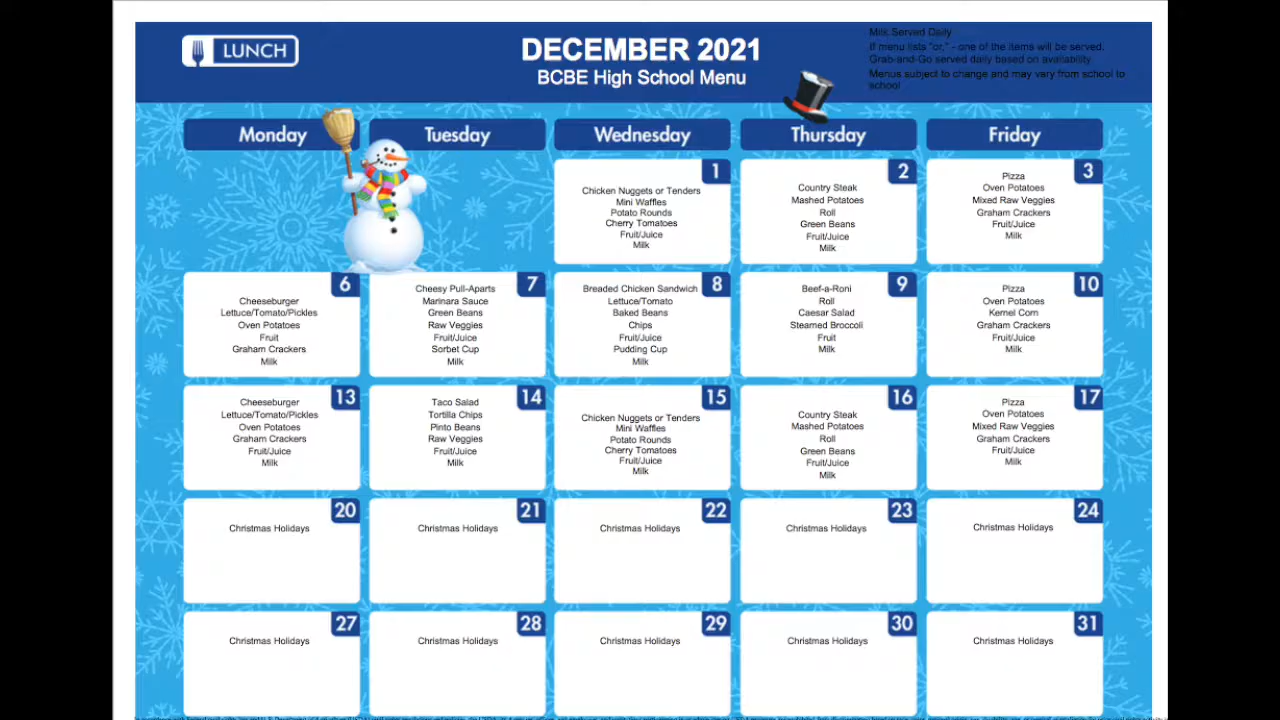 LUNCH
DECEMBER 2021
BCBE High School Menu
Milk Served Daily
If menu lists "or," - one of the items will be served.
Grab-and-Go served daily based on availability
Menus subject to change and may vary from school to
school
Monday
Tuesday
Wednesday
Thursday
Friday
1
Chicken Nuggets or Tenders
Mini Waffles
Potato Rounds
Cherry Tomatoes
Fruit/Juice
Milk
2
Country Steak
Mashed Potatoes
Roll
Green Beans
Fruit/Juice
Milk
3
Pizza
Oven Potatoes
Mixed Raw Veggies
Graham Crackers
Fruit/Juice
Milk
6
Cheeseburger
Lettuce/Tomato/Pickles
Oven Potatoes
Fruit
Graham Crackers
Milk
7
Cheesy Pull-Aparts
Marinara Sauce
Green Beans
Raw Veggies
Fruit/Juice
Sorbet Cup
Milk
8
Breaded Chicken Sandwich
Lettuce/Tomato
Baked Beans
Chips
Fruit/Juice
Pudding Cup
Milk
9
Beef-a-Roni
Roll
Caesar Salad
Steamed Broccoli
Fruit
Milk
10
Pizza
Oven Potatoes
Kernel Corn
Graham Crackers
Fruit/Juice
Milk
13
Cheeseburger
Lettuce/Tomato/Pickles
Oven Potatoes
Graham Crackers
Fruit/Juice
Milk
14
Taco Salad
Tortilla Chips
Pinto Beans
Raw Veggies
Fruit/Juice
Milk
15
Chicken Nuggets or Tenders
Mini Waffles
Potato Rounds
Cherry Tomatoes
Fruit/Juice
Milk
16
Country Steak
Mashed Potatoes
Roll
Green Beans
Fruit/Juice
Milk
17
Pizza
Oven Potatoes
Mixed Raw Veggies
Graham Crackers
Fruit/Juice
Milk
20
Christmas Holidays
21
Christmas Holidays
22
Christmas Holidays
23
Christmas Holidays
24
Christmas Holidays
27
Christmas Holidays
28
Christmas Holidays
29
Christmas Holidays
30
Christmas Holidays
31
Christmas Holidays